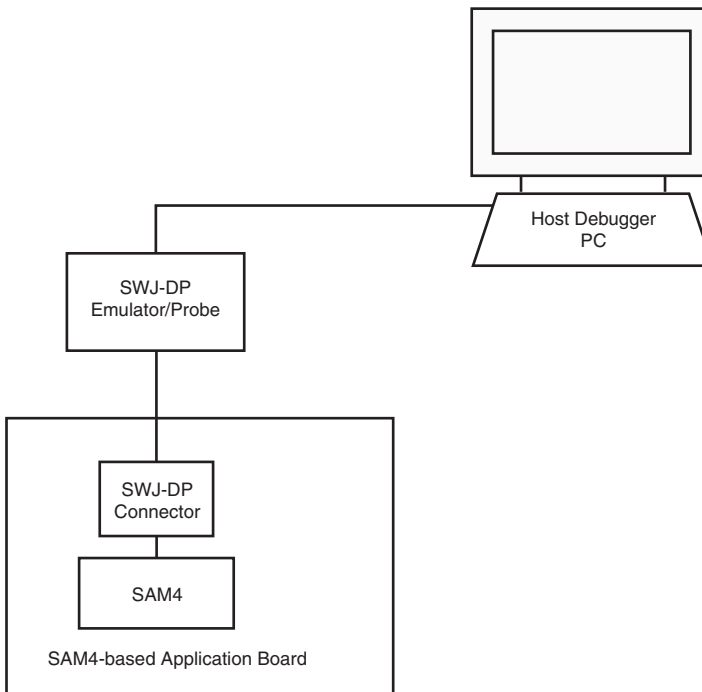 Host Debugger
PC
SWJ-DP
Emulator/Probe
SWJ-DP
Connector
SAM4
SAM4-based Application Board